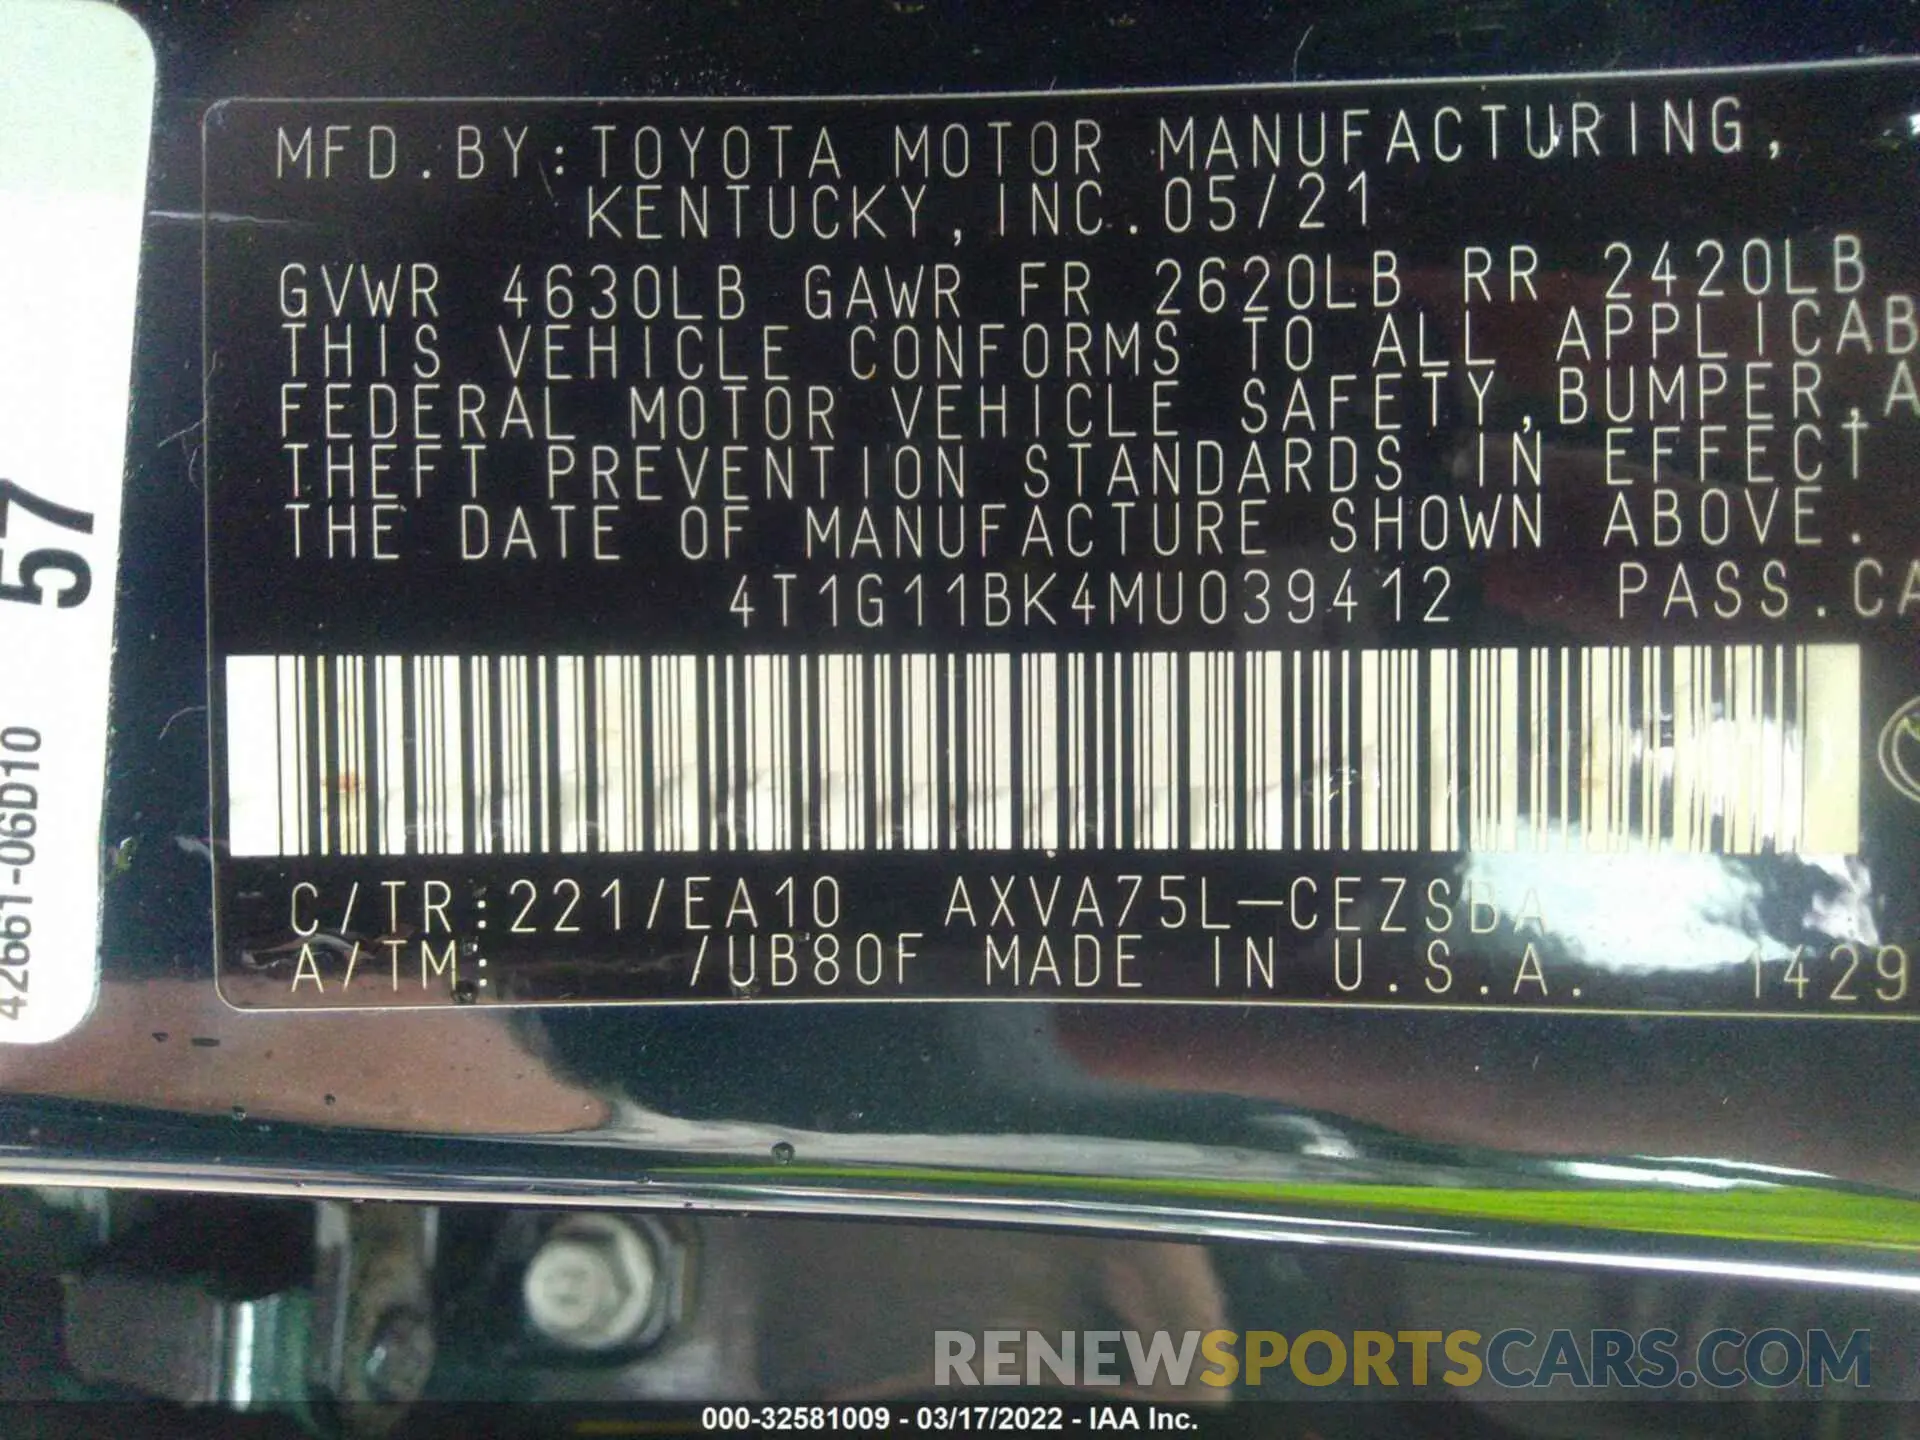 MFD.BY:TOYOTA MOTOR MANUFACTURING,
KENTUCKY,INC.05/21
GVWR 4630LB GAWR FR 2620LB RR 2420LB
THIS VEHICLE CONFORMS TO ALL APPLICAB
FEDERAL MOTOR VEHICLE SAFETY,BUMPER,A
THEFT PREVENTION STANDARDS IN EFFECT
THE DATE OF MANUFACTURE SHOWN ABOVE.
4T1G11BK4MU039412 PASS.CA
C/TR:221/EA10 AXVA75L-CEZSBA
A/TM: /UB80F MADE IN U.S.A. 1429
57
42661-06D10
RENEWSPORTSCARS.COM
000-32581009 - 03/17/2022 - IAA Inc.